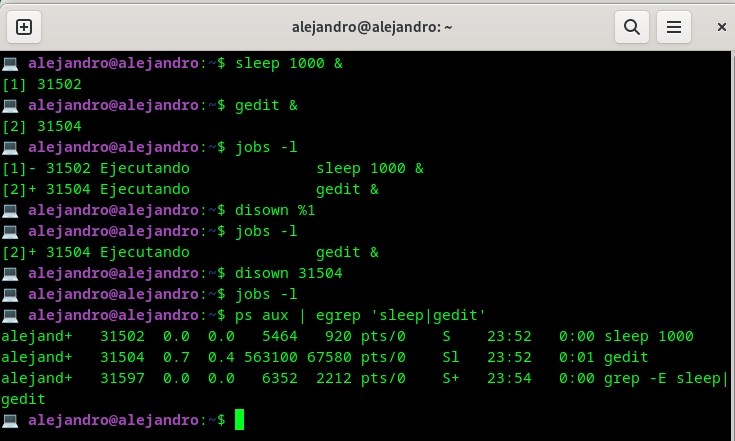 alejandro@alejandro: ~
alejandro@alejandro:~$ sleep 1000 &
[1] 31502
alejandro@alejandro:~$ gedit &
[2] 31504
alejandro@alejandro:~$ jobs -l
[1]- 31502 Ejecutando              sleep 1000 &
[2]+ 31504 Ejecutando              gedit &
alejandro@alejandro:~$ disown %1
alejandro@alejandro:~$ jobs -l
[2]+ 31504 Ejecutando              gedit &
alejandro@alejandro:~$ disown 31504
alejandro@alejandro:~$ jobs -l
alejandro@alejandro:~$ ps aux | egrep 'sleep|gedit'
alejand+   31502  0.0  0.0   5464   920 pts/0    S    23:52   0:00 sleep 1000
alejand+   31504  0.7  0.4 563100 67580 pts/0    Sl   23:52   0:01 gedit
alejand+   31597  0.0  0.0   6352  2212 pts/0    S+   23:54   0:00 grep -E sleep|
gedit
alejandro@alejandro:~$